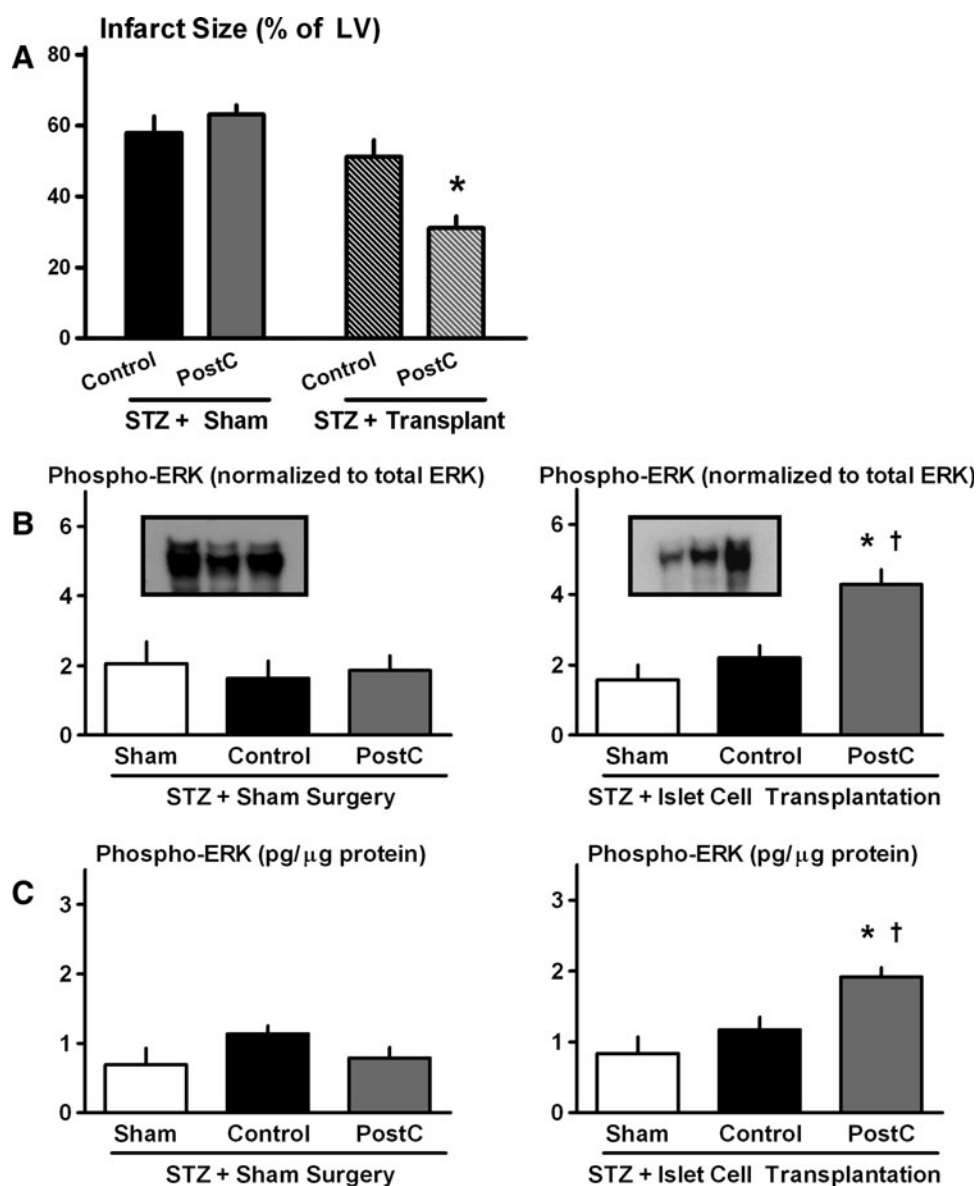 Infarct Size (% of LV)
A
80
60
40
20
0
*
Control PostC Control PostC
STZ + Sham STZ + Transplant
Phospho-ERK (normalized to total ERK) Phospho-ERK (normalized to total ERK)
B
6
4
2
0
6
4
2
0
* †
Sham Control PostC Sham Control PostC
STZ + Sham Surgery STZ + Islet Cell Transplantation
Phospho-ERK (pg/μg protein) Phospho-ERK (pg/μg protein)
C
3
2
1
0
3
2
1
0
* †
Sham Control PostC Sham Control PostC
STZ + Sham Surgery STZ + Islet Cell Transplantation